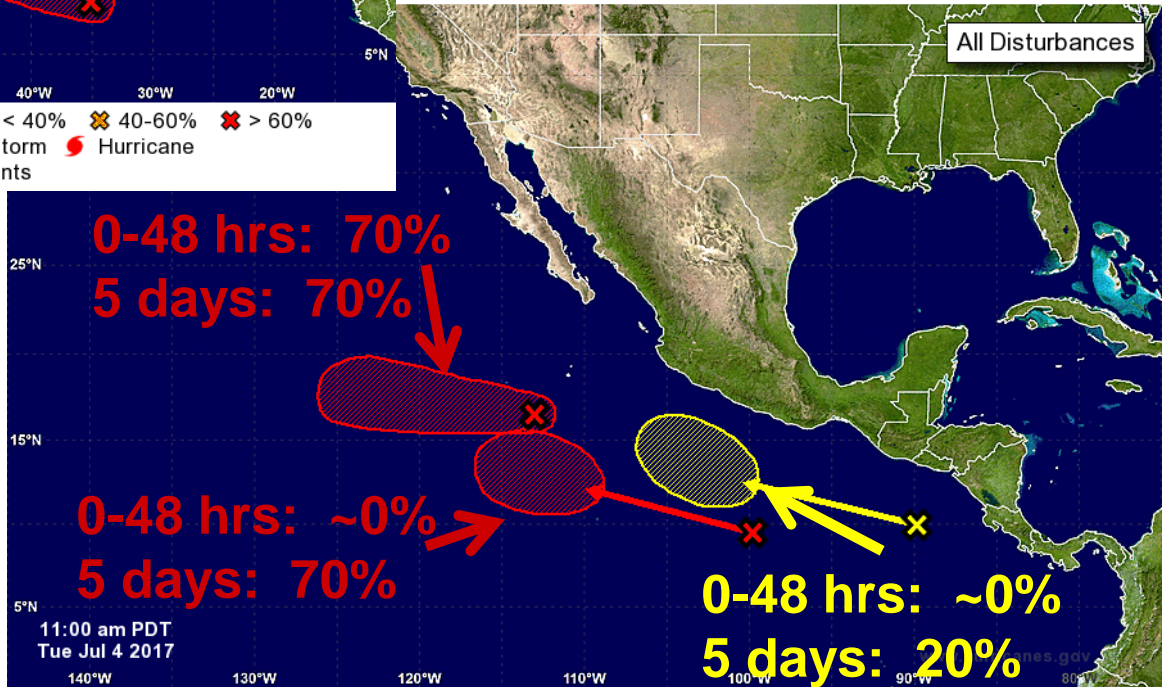 5°N
All Disturbances
40°W 30°W 20°W
< 40% 40-60% > 60%
torm Hurricane
nts
0-48 hrs: 70%
5 days: 70%
25°N
15°N
0-48 hrs: ~0%
5 days: 70%
0-48 hrs: ~0%
5 days: 20%
5°N
11:00 am PDT
Tue Jul 4 2017
140°W 130°W 120°W 110°W 100°W 90°W